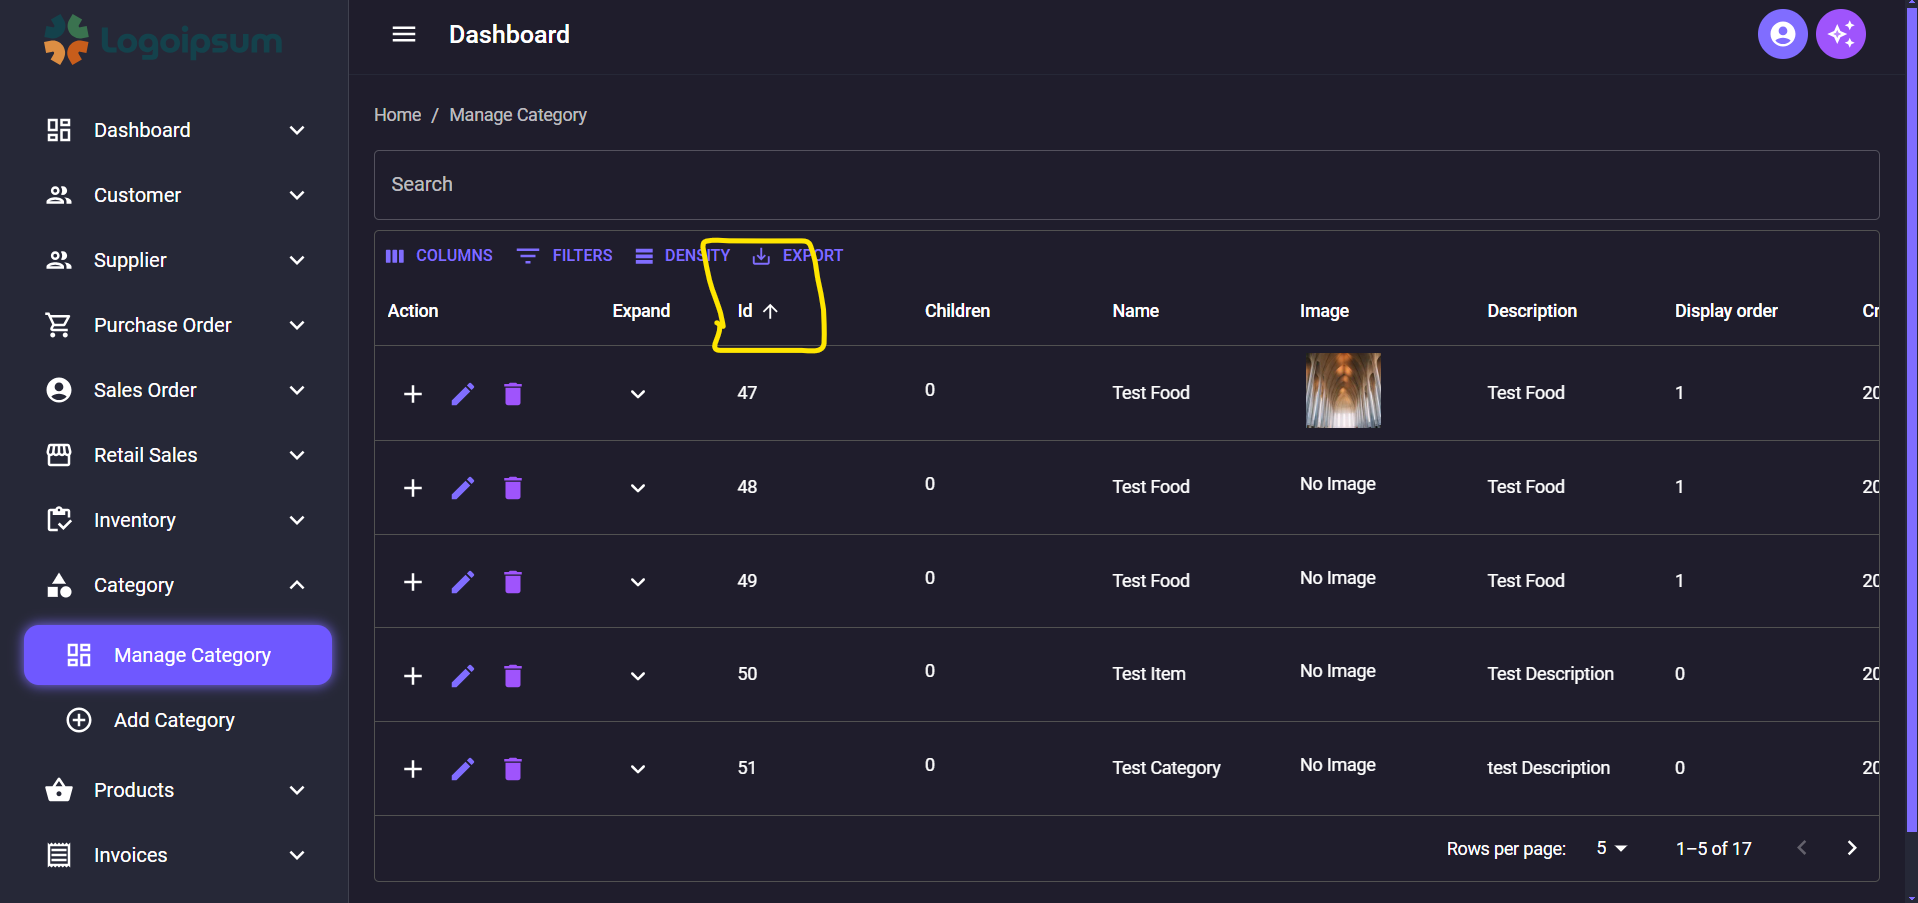 Logoipsum
Dashboard
Dashboard
Customer
Supplier
Purchase Order
Sales Order
Retail Sales
Inventory
Category
Manage Category
Add Category
Products
Invoices
Home / Manage Category
Search
COLUMNS FILTERS DENSITY EXPORT
Action Expand Id Children Name Image Description Display order Cr
47 0 Test Food Test Food 1 20
48 0 Test Food No Image Test Food 1 20
49 0 Test Food No Image Test Food 1 20
50 0 Test Item No Image Test Description 0 20
51 0 Test Category No Image test Description 0 20
Rows per page: 5 1–5 of 17